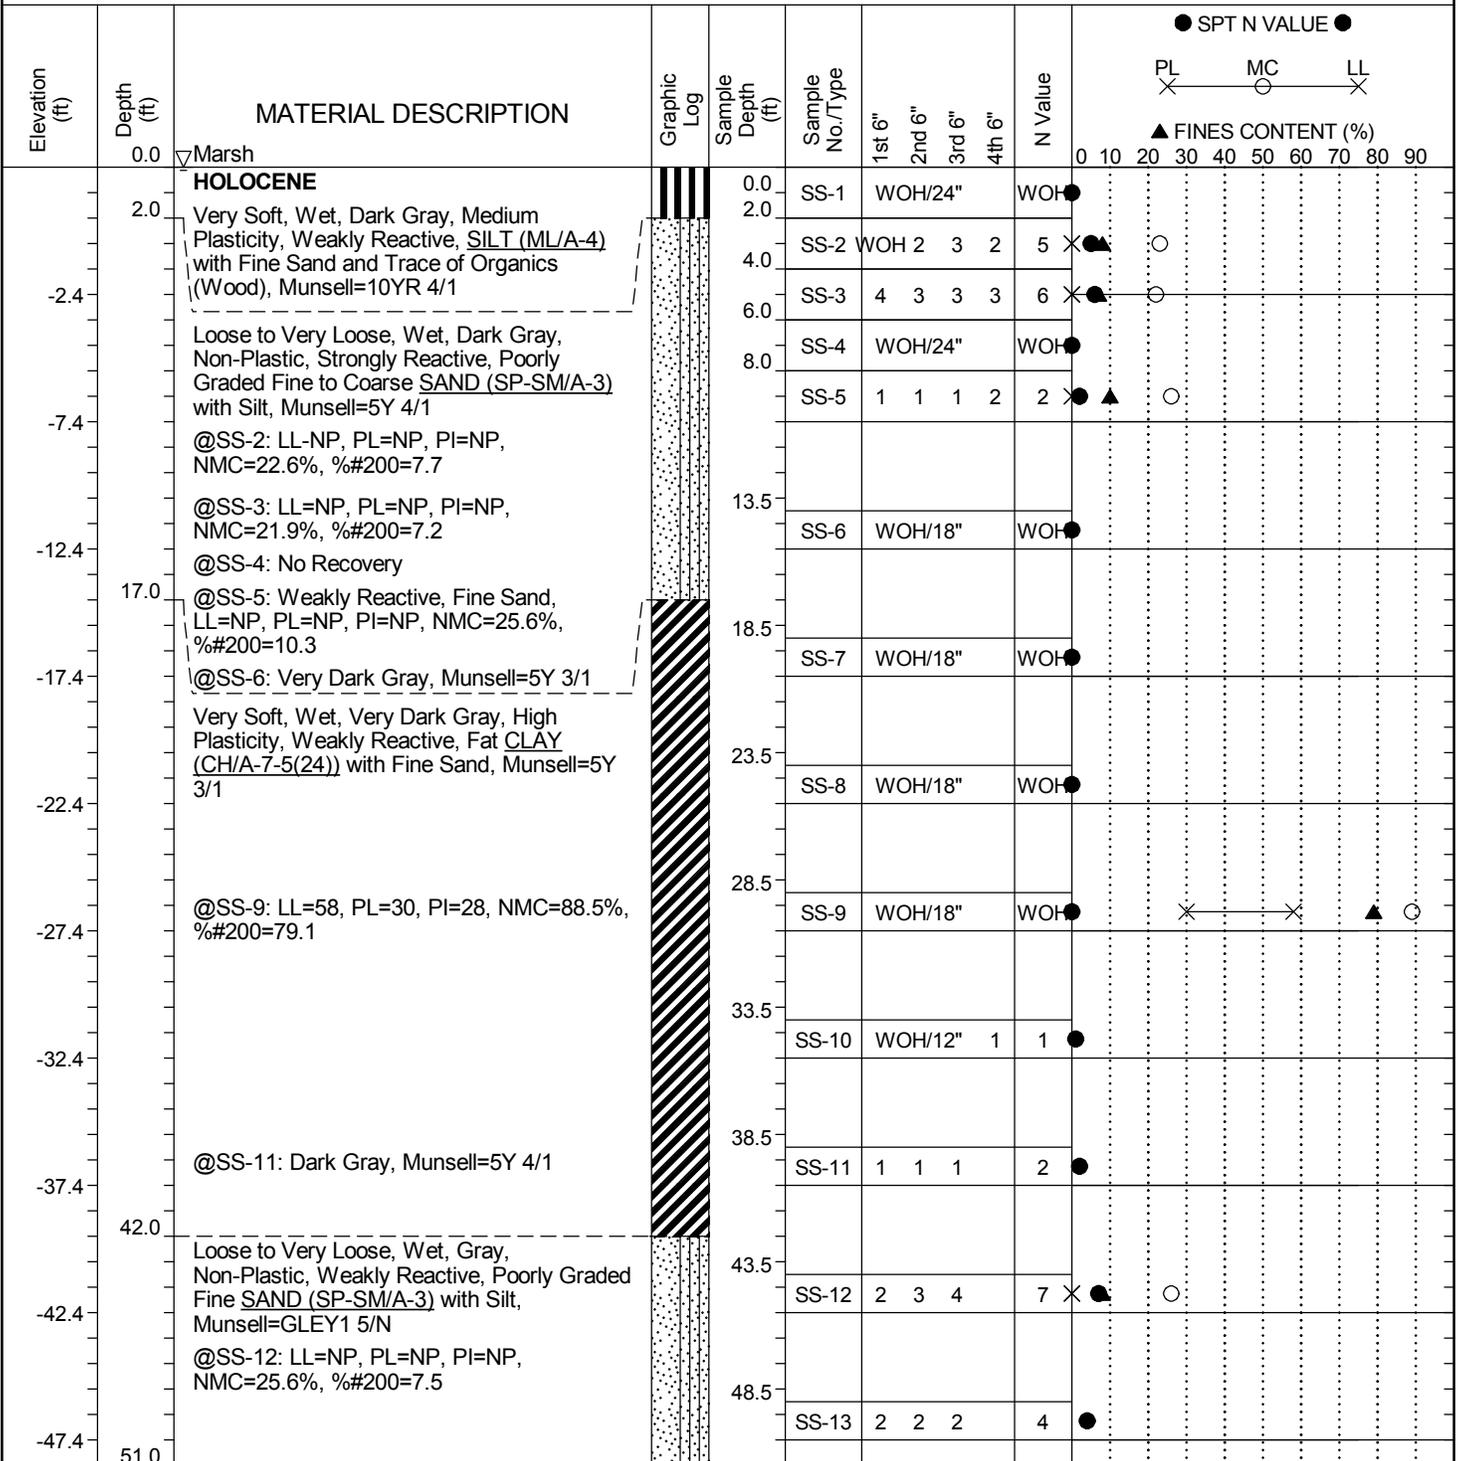 ● SPT N VALUE ●
PL MC LL
▲ FINES CONTENT (%)
Elevation (ft)
Depth (ft)
MATERIAL DESCRIPTION
Graphic Log
Sample Depth (ft)
Sample No./Type
1st 6"
2nd 6"
3rd 6"
4th 6"
N Value
0 10 20 30 40 50 60 70 80 90
0.0 Marsh
HOLOCENE
0.0
SS-1 WOH/24" WOH
2.0
2.0
Very Soft, Wet, Dark Gray, Medium
Plasticity, Weakly Reactive, SILT (ML/A-4)
with Fine Sand and Trace of Organics
(Wood), Munsell=10YR 4/1
SS-2 WOH 2 3 2 5
4.0
-2.4
SS-3 4 3 3 3 6
6.0
Loose to Very Loose, Wet, Dark Gray,
Non-Plastic, Strongly Reactive, Poorly
Graded Fine to Coarse SAND (SP-SM/A-3)
with Silt, Munsell=5Y 4/1
SS-4 WOH/24" WOH
8.0
SS-5 1 1 1 2 2
-7.4
@SS-2: LL-NP, PL=NP, PI=NP,
NMC=22.6%, %#200=7.7
@SS-3: LL=NP, PL=NP, PI=NP,
NMC=21.9%, %#200=7.2
13.5
SS-6 WOH/18" WOH
-12.4
@SS-4: No Recovery
17.0
@SS-5: Weakly Reactive, Fine Sand,
LL=NP, PL=NP, PI=NP, NMC=25.6%,
%#200=10.3
18.5
SS-7 WOH/18" WOH
-17.4
@SS-6: Very Dark Gray, Munsell=5Y 3/1
Very Soft, Wet, Very Dark Gray, High
Plasticity, Weakly Reactive, Fat CLAY
(CH/A-7-5(24)) with Fine Sand, Munsell=5Y
3/1
23.5
SS-8 WOH/18" WOH
-22.4
28.5
@SS-9: LL=58, PL=30, PI=28, NMC=88.5%,
%#200=79.1
SS-9 WOH/18" WOH
-27.4
33.5
SS-10 WOH/12" 1 1
-32.4
38.5
@SS-11: Dark Gray, Munsell=5Y 4/1
SS-11 1 1 1 2
-37.4
42.0
Loose to Very Loose, Wet, Gray,
Non-Plastic, Weakly Reactive, Poorly Graded
Fine SAND (SP-SM/A-3) with Silt,
Munsell=GLEY1 5/N
43.5
SS-12 2 3 4 7
-42.4
@SS-12: LL=NP, PL=NP, PI=NP,
NMC=25.6%, %#200=7.5
48.5
SS-13 2 2 2 4
-47.4
51.0